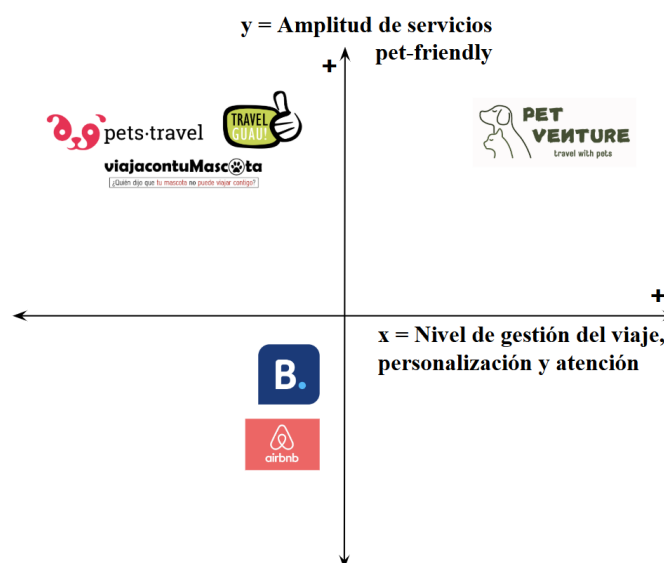 y = Amplitud de servicios
pet-friendly
+
pets·travel
TRAVEL
GUAU!
viajacontuMascota
¿Quién dijo que tu mascota no puede viajar contigo?
PET
VENTURE
travel with pets
+
x = Nivel de gestión del viaje,
personalización y atención
B.
airbnb